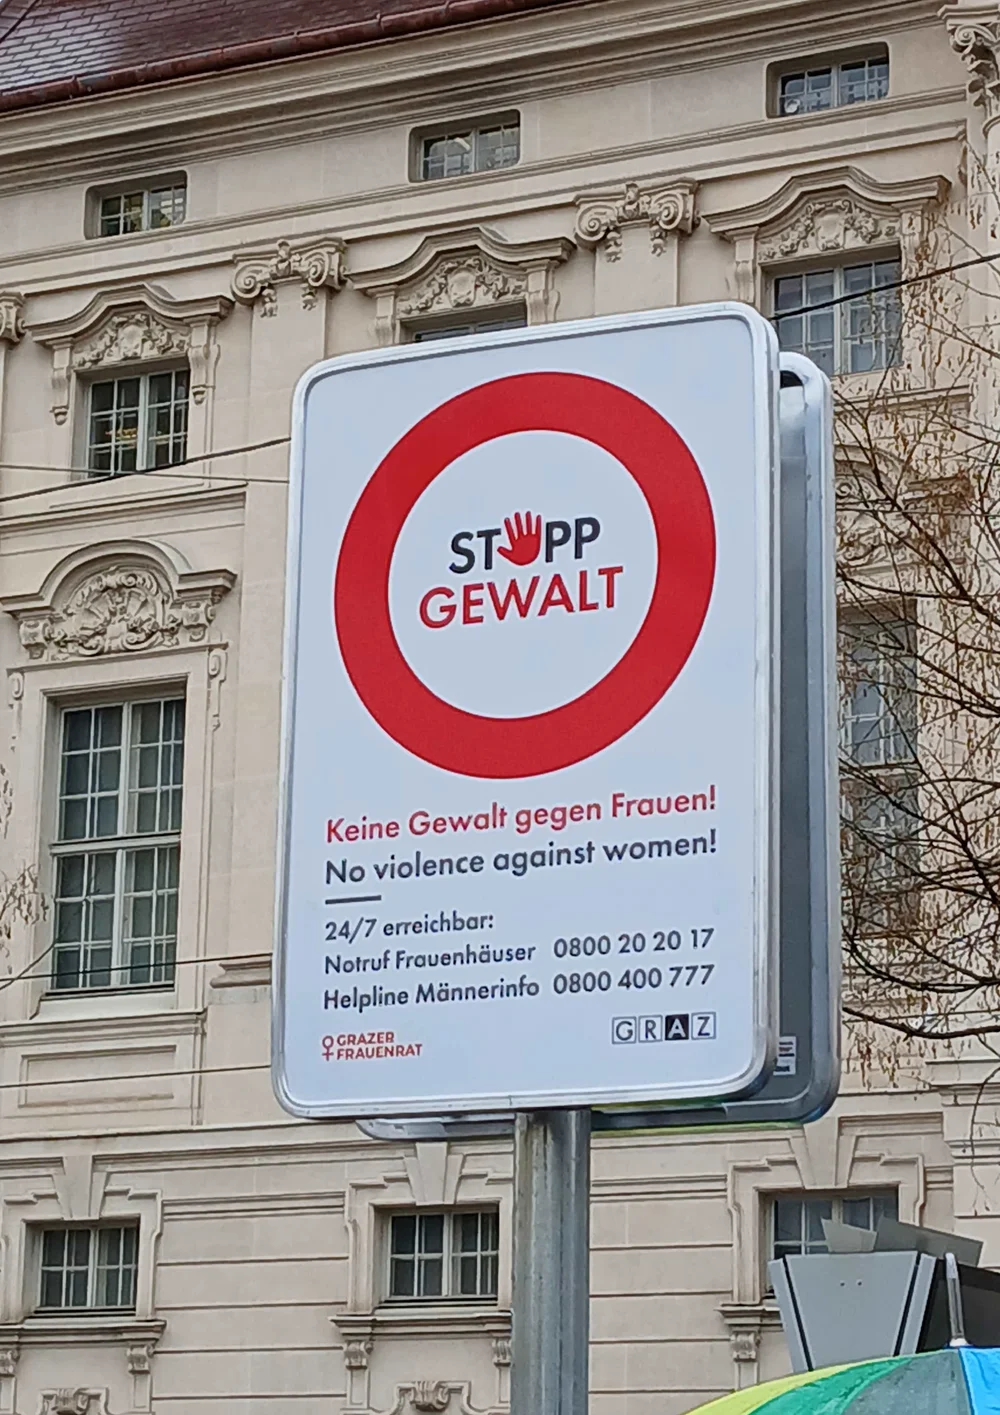 STOPP
GEWALT
Keine Gewalt gegen Frauen!
No violence against women!
24/7 erreichbar:
Notruf Frauenhäuser 0800 20 20 17
Helpline Männerinfo 0800 400 777
GRAZER
FRAUENRAT
GRAZ